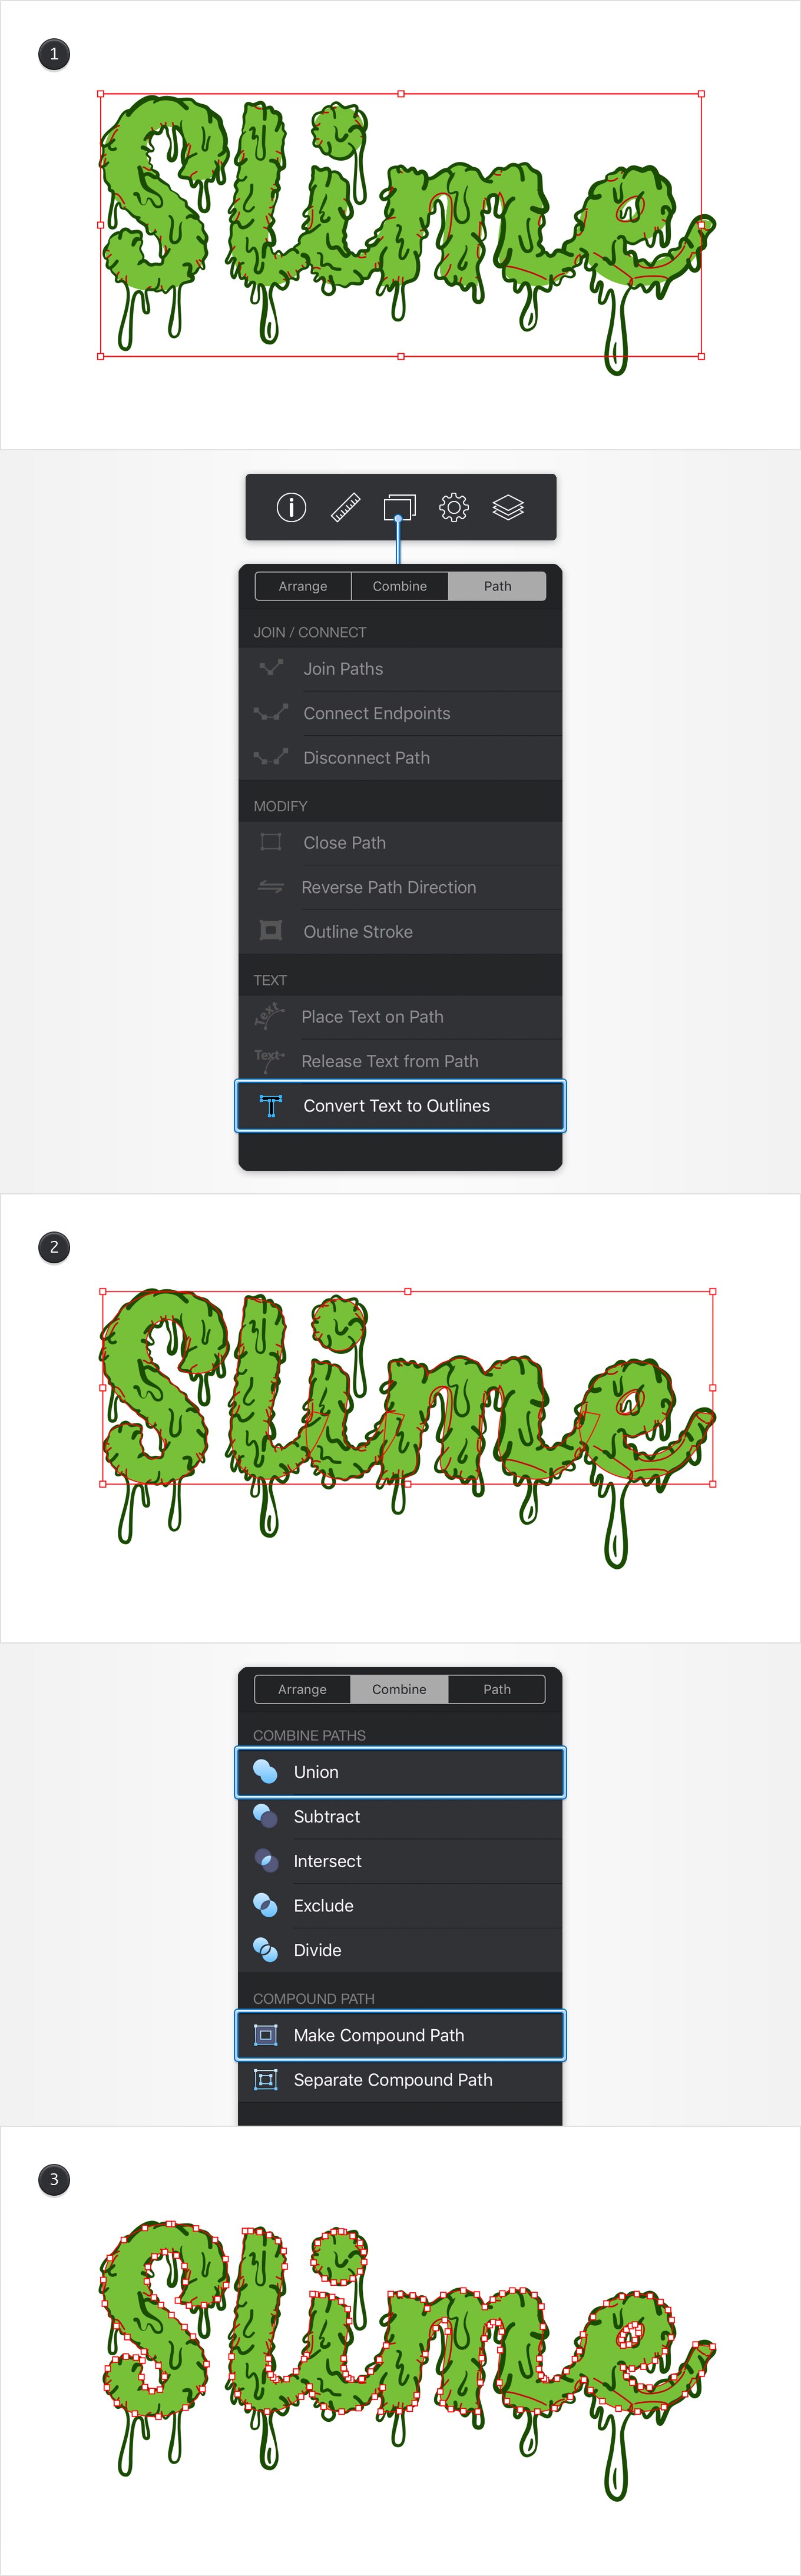 1
Slime
Arrange Combine Path
JOIN / CONNECT
Join Paths
Connect Endpoints
Disconnect Path
MODIFY
Close Path
Reverse Path Direction
Outline Stroke
TEXT
Text Place Text on Path
Text Release Text from Path
T Convert Text to Outlines
2
Slime
Arrange Combine Path
COMBINE PATHS
Union
Subtract
Intersect
Exclude
Divide
COMPOUND PATH
Make Compound Path
Separate Compound Path
3
Slime